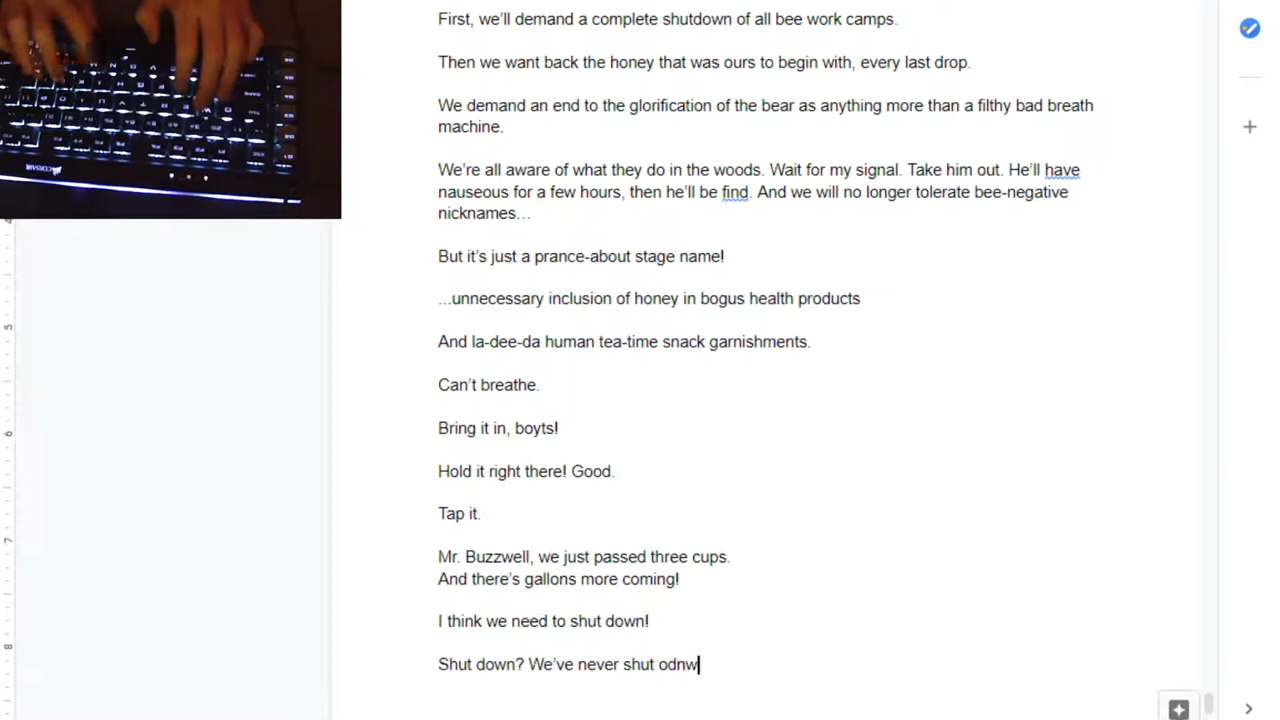 First, we’ll demand a complete shutdown of all bee work camps.
Then we want back the honey that was ours to begin with, every last drop.
We demand an end to the glorification of the bear as anything more than a filthy bad breath
machine.
We’re all aware of what they do in the woods. Wait for my signal. Take him out. He’ll have
nauseous for a few hours, then he’ll be find. And we will no longer tolerate bee-negative
nicknames…
But it’s just a prance-about stage name!
…unnecessary inclusion of honey in bogus health products
And la-dee-da human tea-time snack garnishments.
Can’t breathe.
Bring it in, boyts!
Hold it right there! Good.
Tap it.
Mr. Buzzwell, we just passed three cups.
And there’s gallons more coming!
I think we need to shut down!
Shut down? We’ve never shut odnw
5
6
7
8
CORSAIR